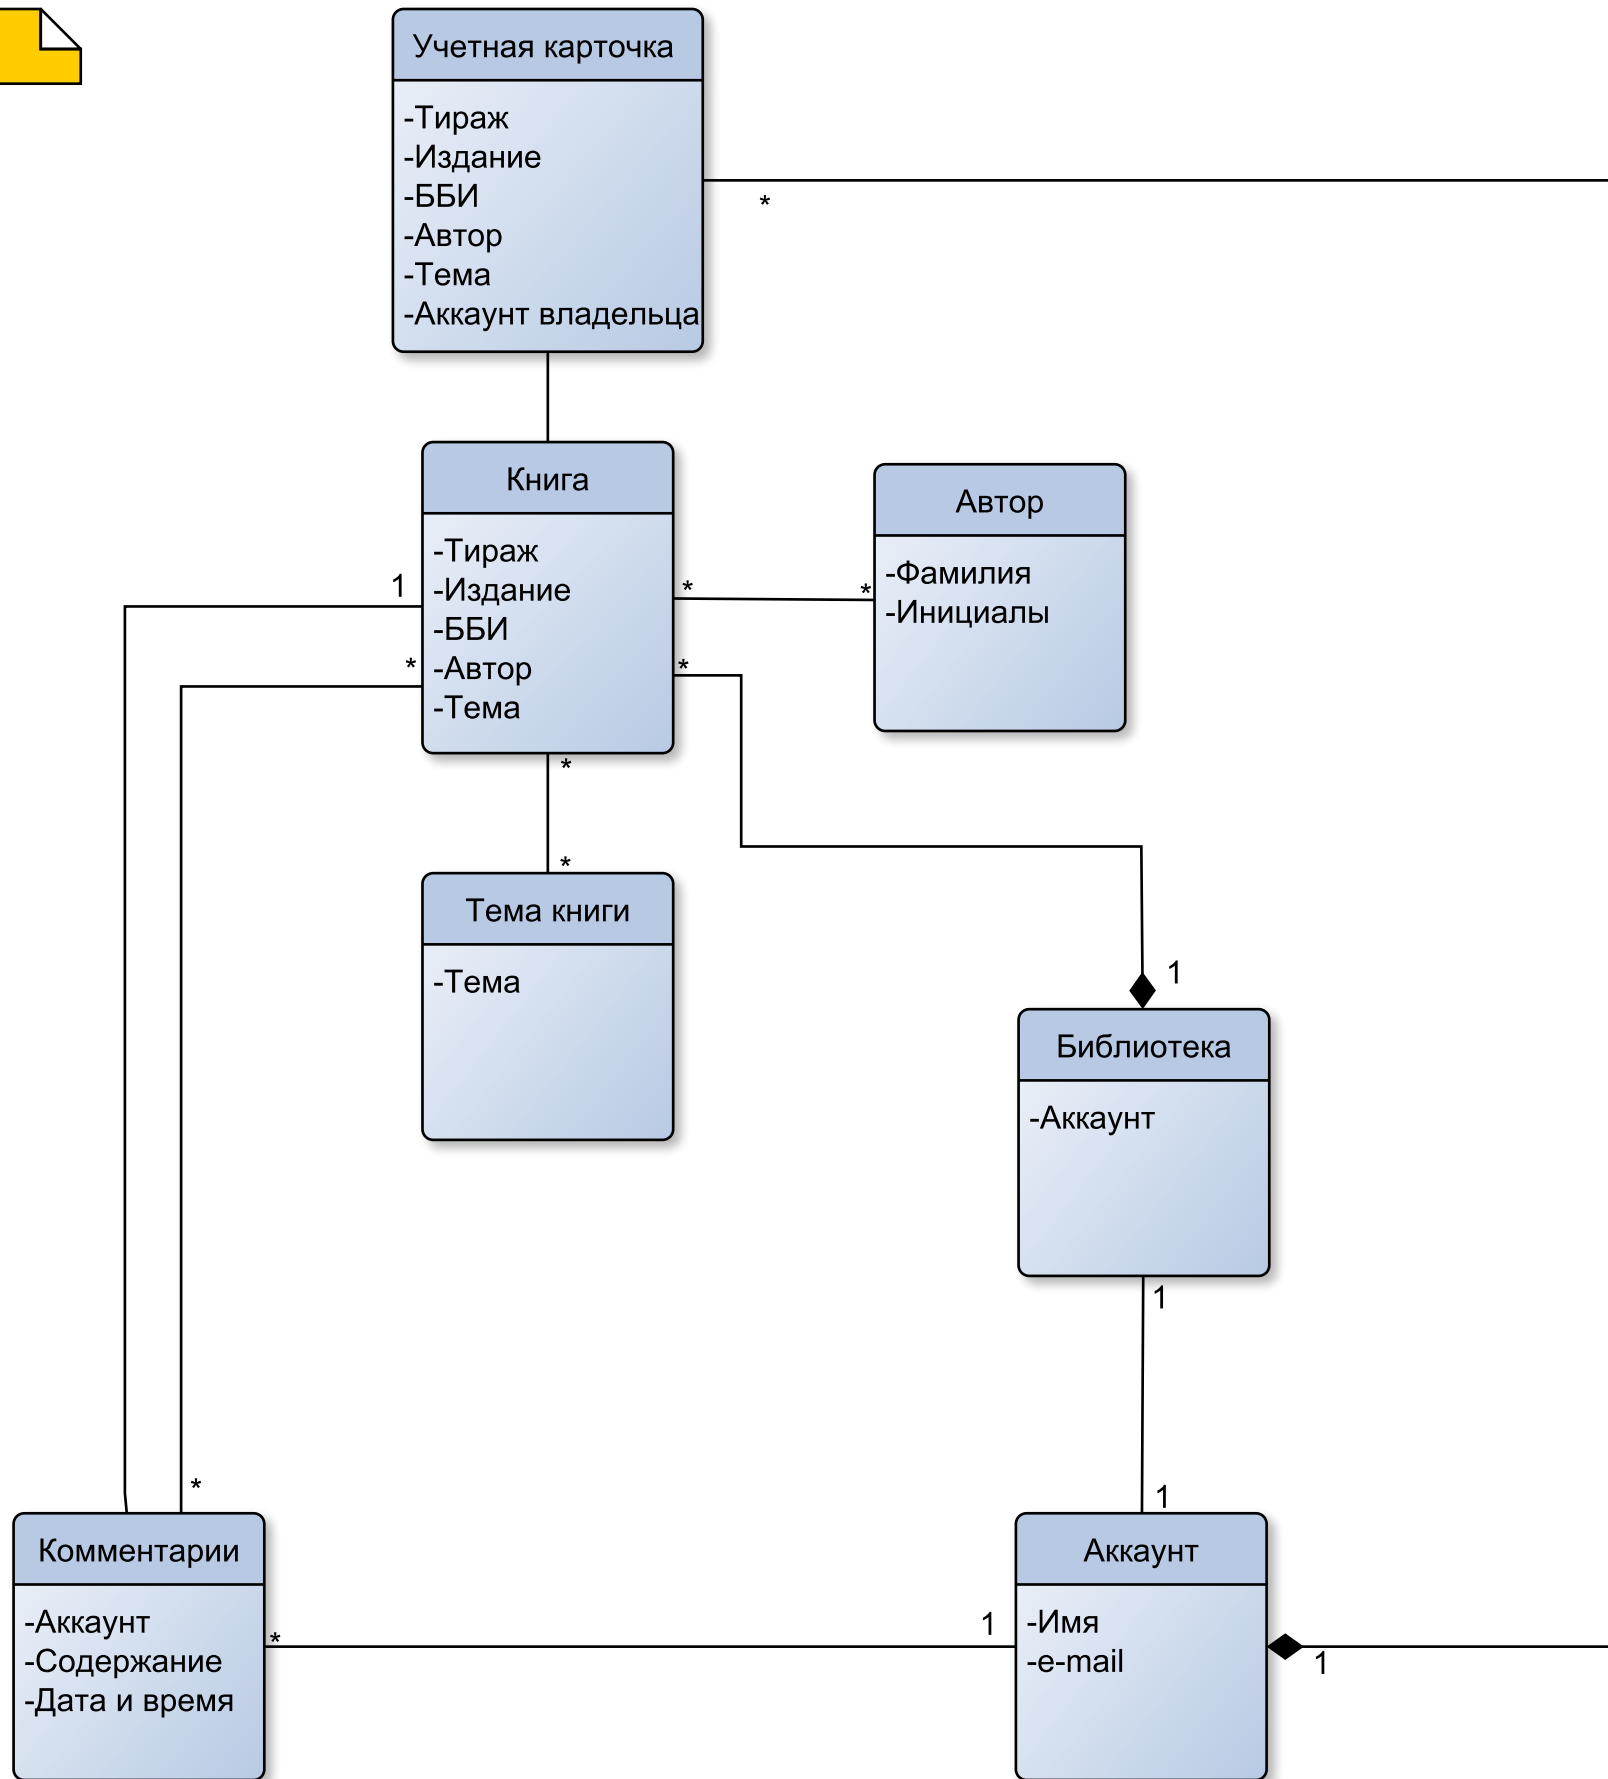 Учетная карточка
-Тираж
-Издание
-ББИ
-Автор
-Тема
-Аккаунт владельца
*
Книга
-Тираж
-Издание
-ББИ
-Автор
-Тема
1
*
*
*
*
Автор
-Фамилия
-Инициалы
*
*
Тема книги
-Тема
1
Библиотека
-Аккаунт
1
1
*
Комментарии
-Аккаунт
-Содержание
-Дата и время
*
1
Аккаунт
-Имя
-e-mail
1